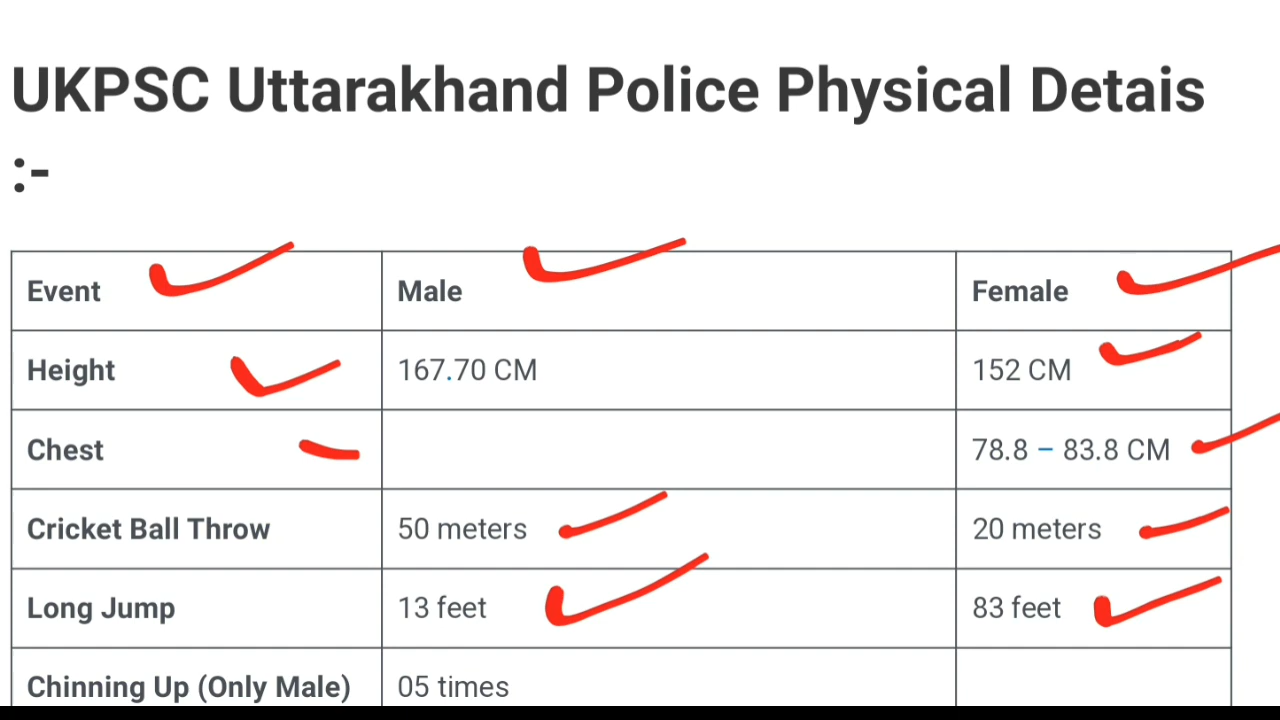 UKPSC Uttarakhand Police Physical Detais
:-
Event Male Female
Height 167.70 CM 152 CM
Chest 78.8 – 83.8 CM
Cricket Ball Throw 50 meters 20 meters
Long Jump 13 feet 83 feet
Chinning Up (Only Male) 05 times